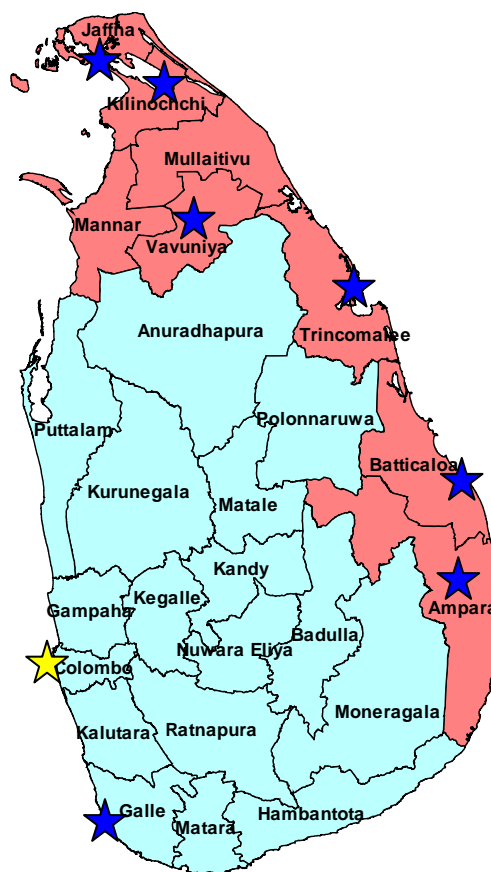 Jaffna
Kilinochchi
Mullaitivu
Mannar
Vavuniya
Anuradhapura
Trincomalee
Polonnaruwa
Puttalam
Batticaloa
Kurunegala
Matale
Kandy
Kegalle
Gampaha
Ampara
Badulla
Nuwara Eliya
Colombo
Moneragala
Ratnapura
Kalutara
Galle
Hambantota
Matara